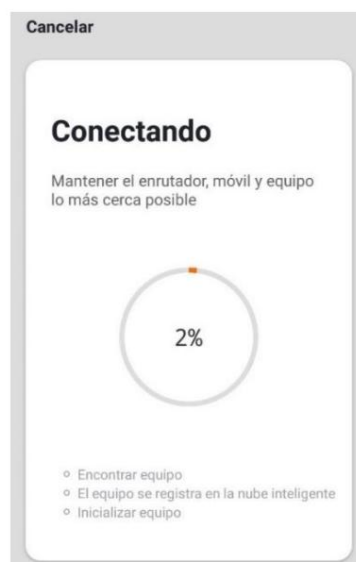 Cancelar
Conectando
Mantener el enrutador, móvil y equipo
lo más cerca posible
2%
Encontrar equipo
El equipo se registra en la nube inteligente
Inicializar equipo